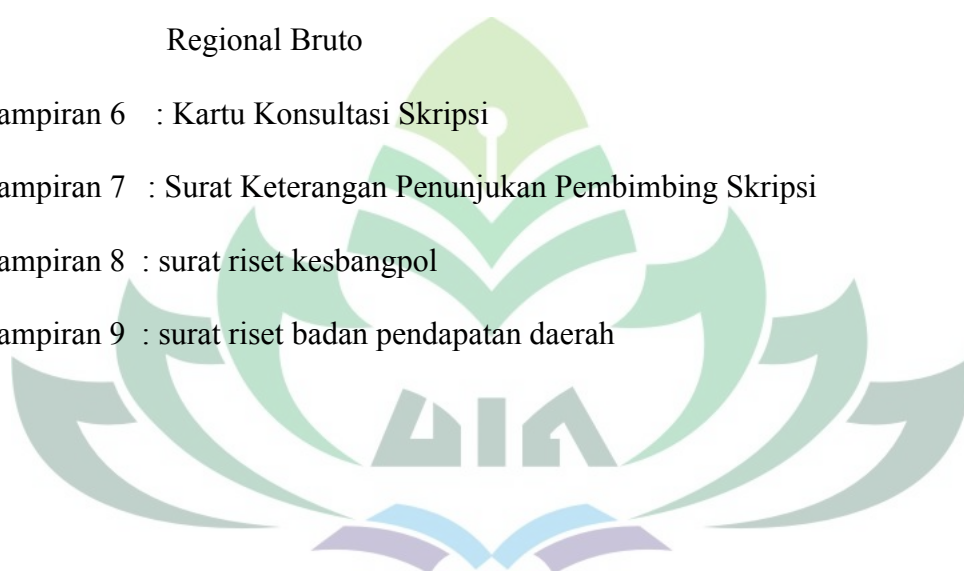 Regional Bruto
ampiran 6 : Kartu Konsultasi Skripsi
ampiran 7 : Surat Keterangan Penunjukan Pembimbing Skripsi
ampiran 8 : surat riset kesbangpol
ampiran 9 : surat riset badan pendapatan daerah
UIN